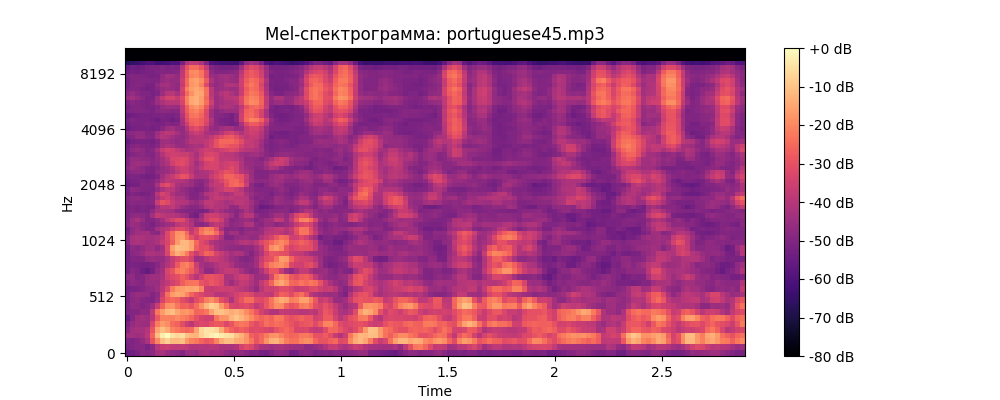 Mel-спектрограмма: portuguese45.mp3
8192
4096
2048
1024
512
0
Hz
0
0.5
1
1.5
2
2.5
Time
+0 dB
-10 dB
-20 dB
-30 dB
-40 dB
-50 dB
-60 dB
-70 dB
-80 dB